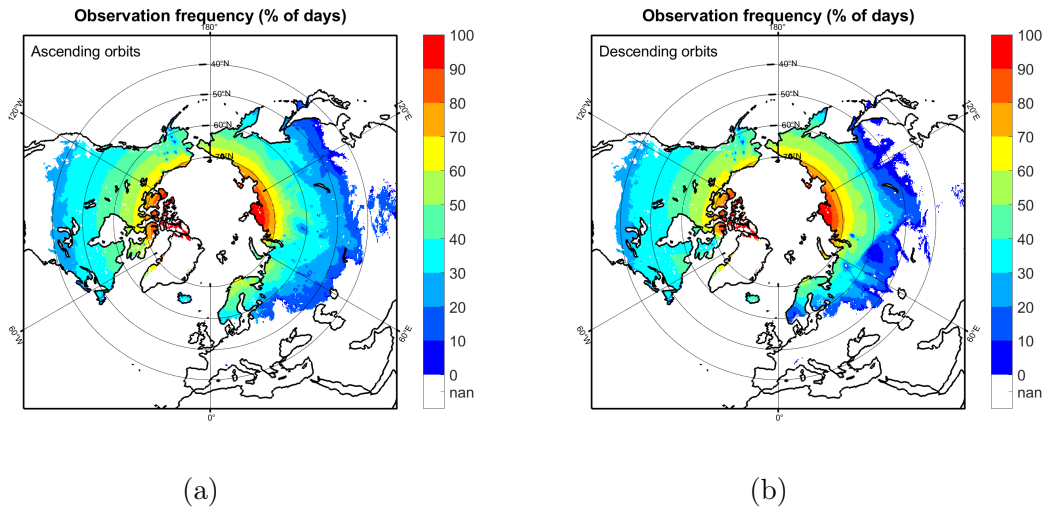 Observation frequency (% of days)
180°
Ascending orbits
40°N
50°N
60°N
70°N
120°W
120°E
60°W
60°E
0°
100
90
80
70
60
50
40
30
20
10
0
nan
(a)
Observation frequency (% of days)
180°
Descending orbits
40°N
50°N
60°N
70°N
120°W
120°E
60°W
60°E
0°
100
90
80
70
60
50
40
30
20
10
0
nan
(b)